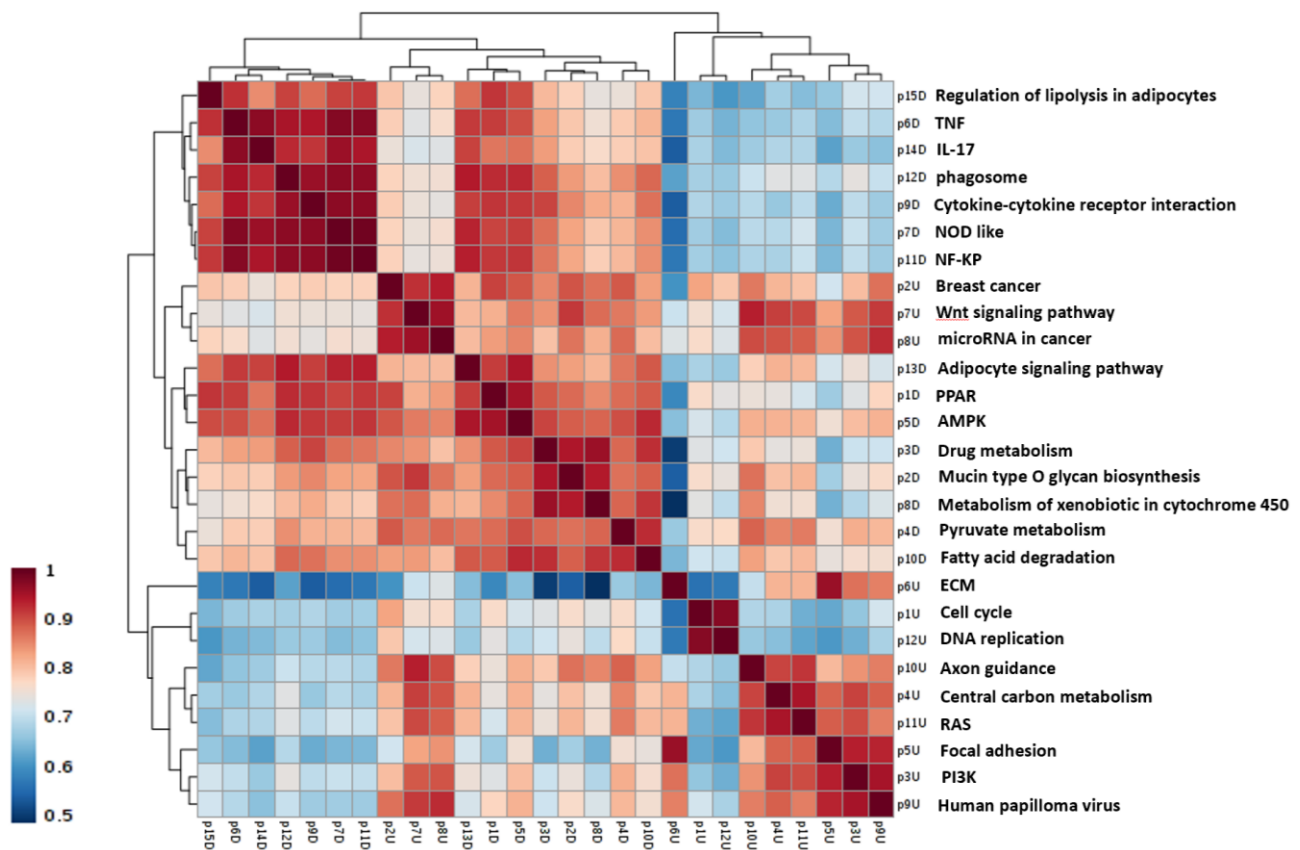 p15D Regulation of lipolysis in adipocytes
p6D TNF
p14D IL-17
p12D phagosome
p9D Cytokine-cytokine receptor interaction
p7D NOD like
p11D NF-KP
p2U Breast cancer
p7U Wnt signaling pathway
p8U microRNA in cancer
p13D Adipocyte signaling pathway
p1D PPAR
p5D AMPK
p3D Drug metabolism
p2D Mucin type O glycan biosynthesis
p8D Metabolism of xenobiotic in cytochrome 450
p4D Pyruvate metabolism
p10D Fatty acid degradation
p6U ECM
p1U Cell cycle
p12U DNA replication
p10U Axon guidance
p4U Central carbon metabolism
p11U RAS
p5U Focal adhesion
p3U PI3K
p9U Human papilloma virus
1
0.9
0.8
0.7
0.6
0.5
p15D p6D p14D p12D p9D p7D p11D p2U p7U p8U p13D p1D p5D p3D p2D p8D p4D p10D p6U p1U p12U p10U p4U p11U p5U p3U p9U